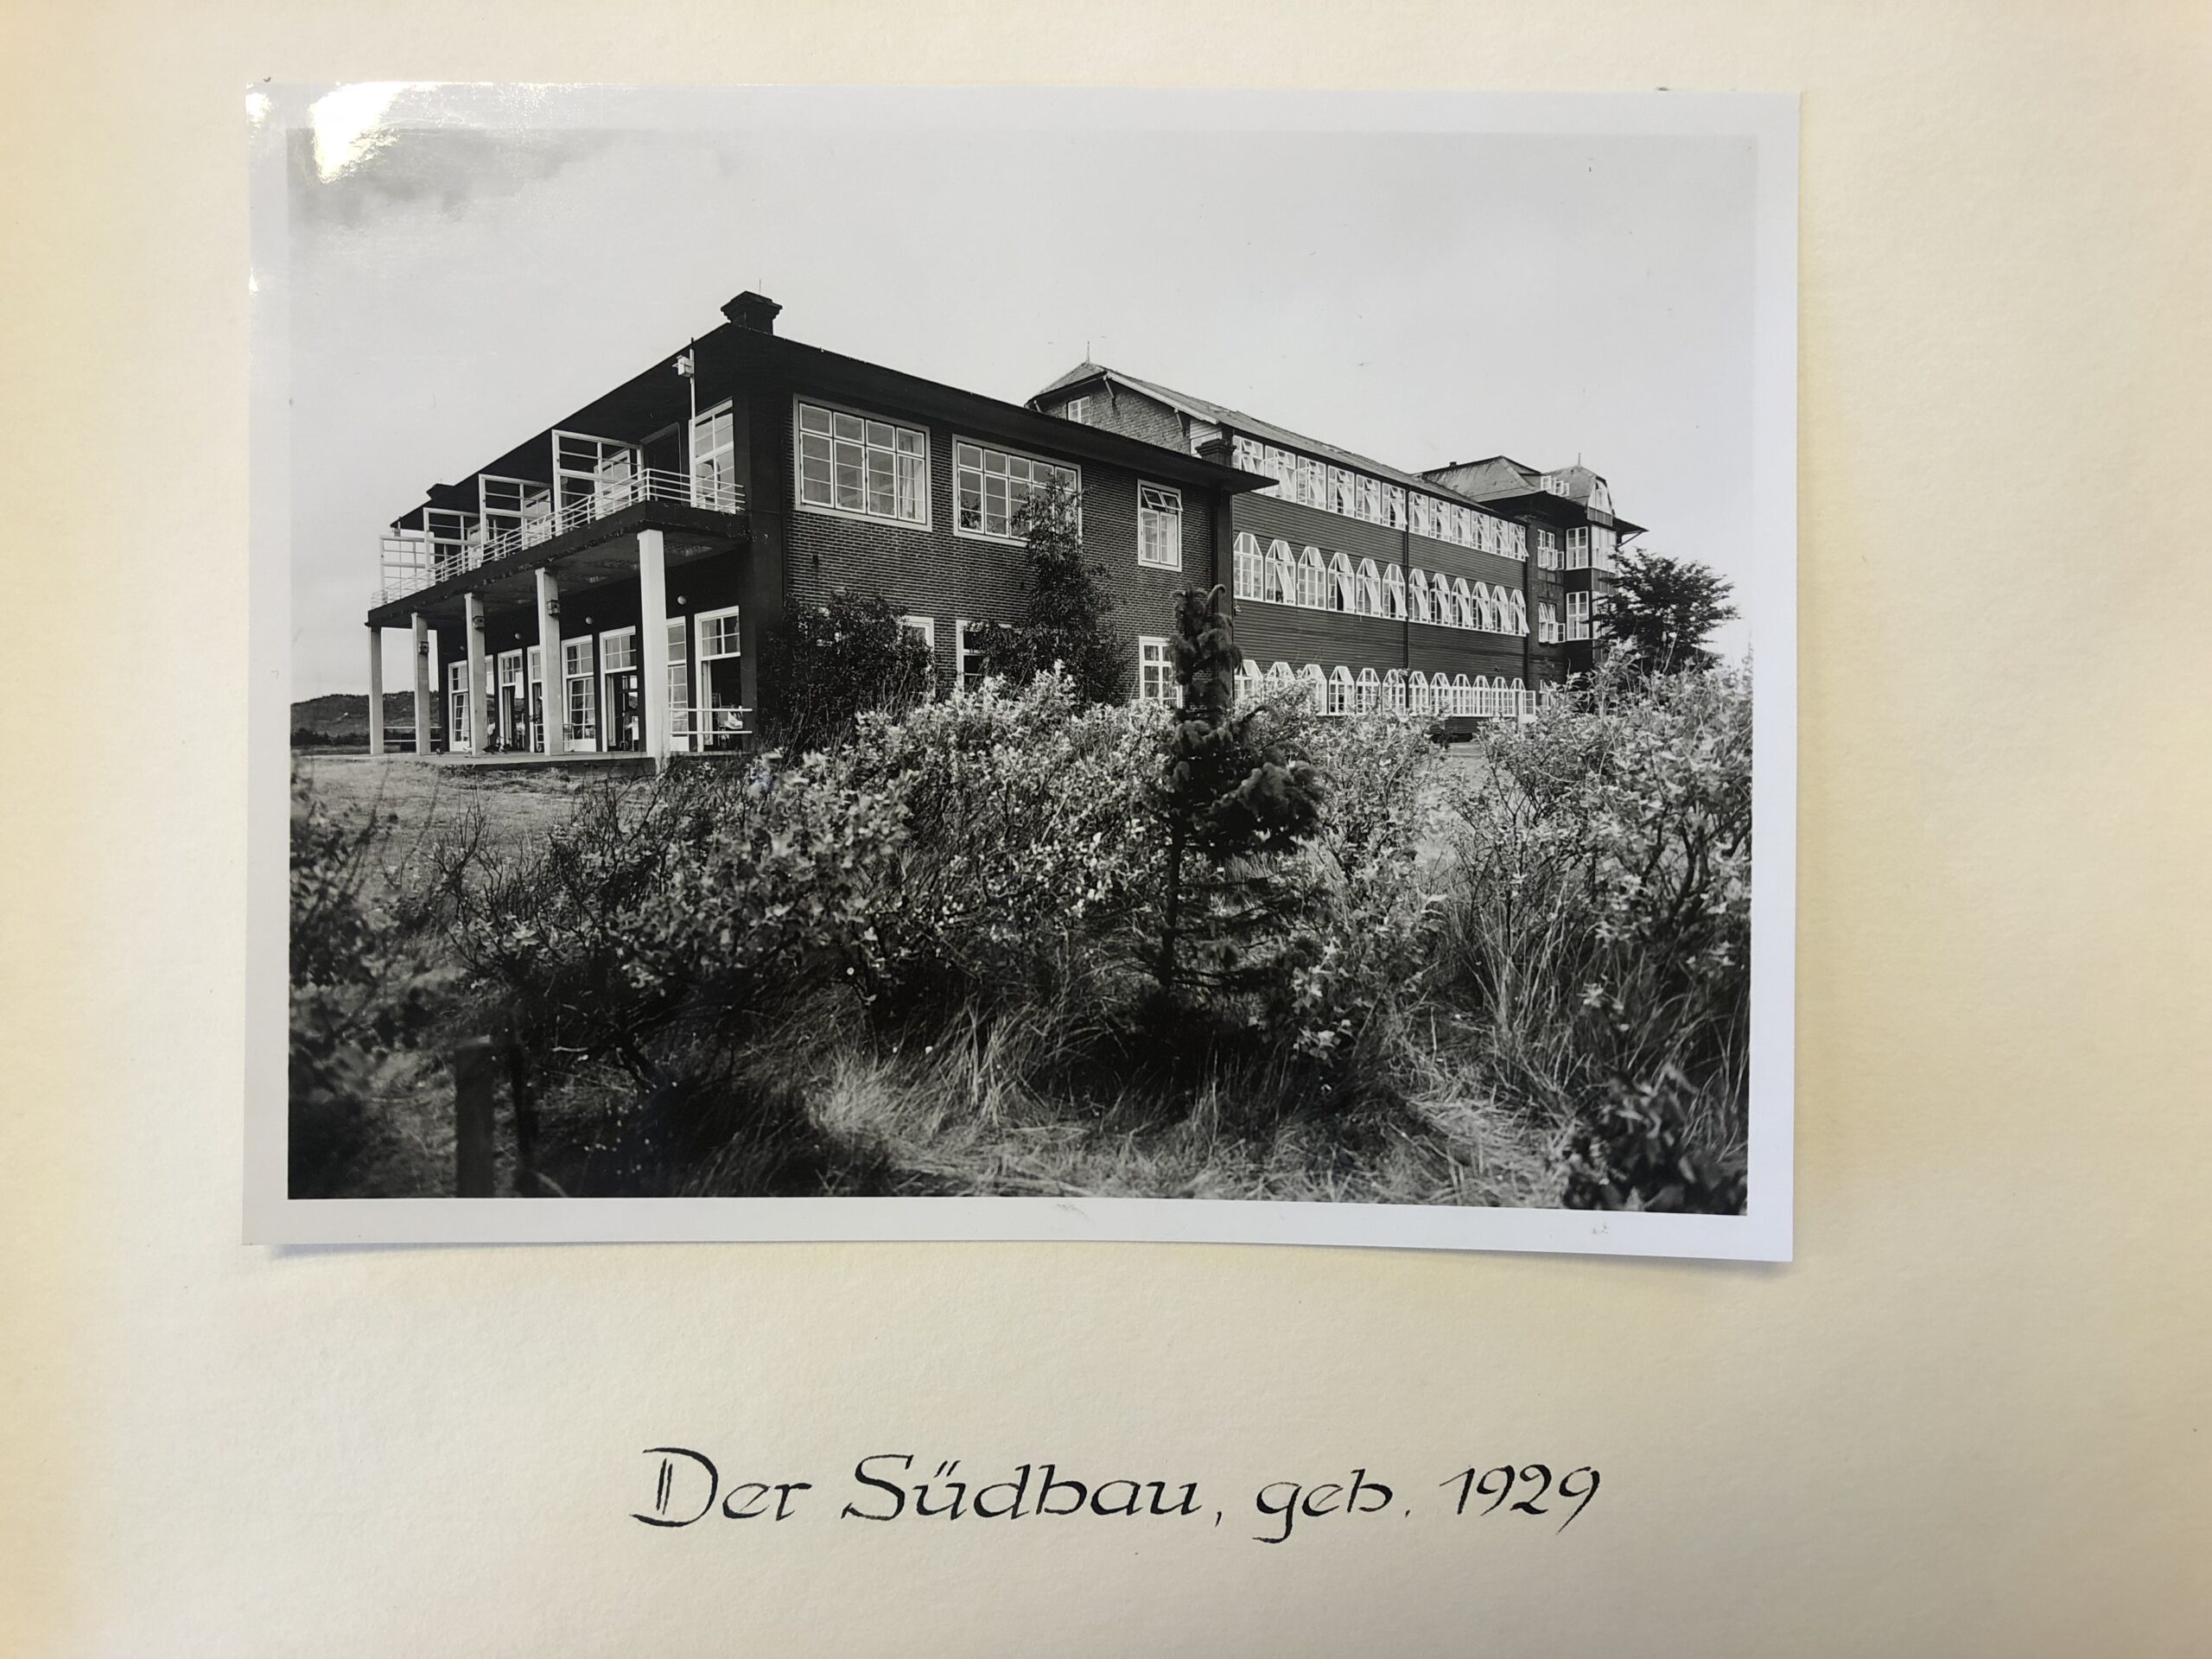 Der Südbau, geb. 1929